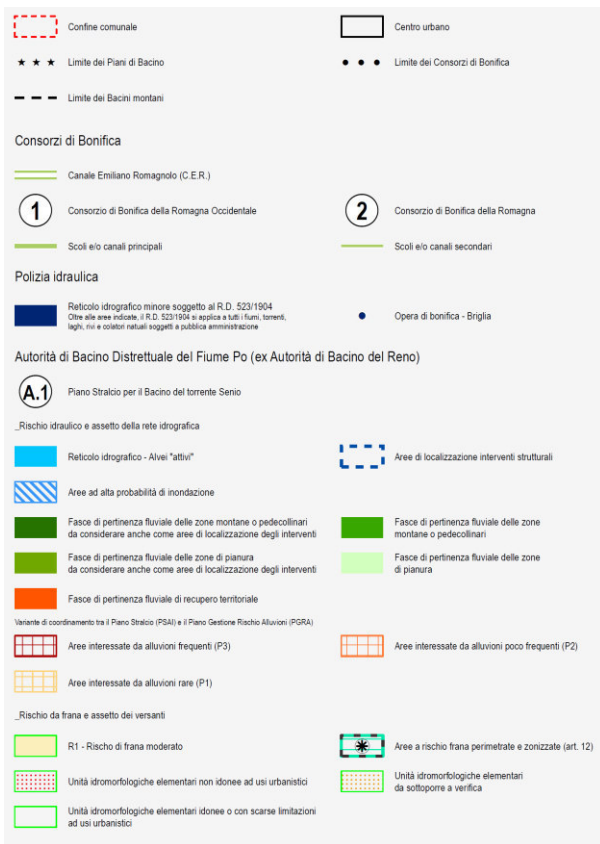 Confine comunale
Centro urbano
Limite dei Piani di Bacino
Limite dei Consorzi di Bonifica
Limite dei Bacini montani
Consorzi di Bonifica
Canale Emiliano Romagnolo (C.E.R.)
1
Consorzio di Bonifica della Romagna Occidentale
2
Consorzio di Bonifica della Romagna
Scoli e/o canali principali
Scoli e/o canali secondari
Polizia idraulica
Reticolo idrografico minore soggetto al R.D. 523/1904
Oltre alle aree indicate, il R.D. 523/1904 si applica a tutti i fiumi, torrenti,
laghi, rivi e colatori natuali soggetti a pubblica amministrazione
Opera di bonifica - Briglia
Autorità di Bacino Distrettuale del Fiume Po (ex Autorità di Bacino del Reno)
A.1
Piano Stralcio per il Bacino del torrente Senio
_Rischio idraulico e assetto della rete idrografica
Reticolo idrografico - Alvei "attivi"
Aree di localizzazione interventi strutturali
Aree ad alta probabilità di inondazione
Fasce di pertinenza fluviale delle zone montane o pedecollinari
da considerare anche come aree di localizzazione degli interventi
Fasce di pertinenza fluviale delle zone
montane o pedecollinari
Fasce di pertinenza fluviale delle zone di pianura
da considerare anche come aree di localizzazione degli interventi
Fasce di pertinenza fluviale delle zone
di pianura
Fasce di pertinenza fluviale di recupero territoriale
Variante di coordinamento tra il Piano Stralcio (PSAI) e il Piano Gestione Rischio Alluvioni (PGRA)
Aree interessate da alluvioni frequenti (P3)
Aree interessate da alluvioni poco frequenti (P2)
Aree interessate da alluvioni rare (P1)
_Rischio da frana e assetto dei versanti
R1 - Rischo di frana moderato
Aree a rischio frana perimetrate e zonizzate (art. 12)
Unità idromorfologiche elementari non idonee ad usi urbanistici
Unità idromorfologiche elementari
da sottoporre a verifica
Unità idromorfologiche elementari idonee o con scarse limitazioni
ad usi urbanistici